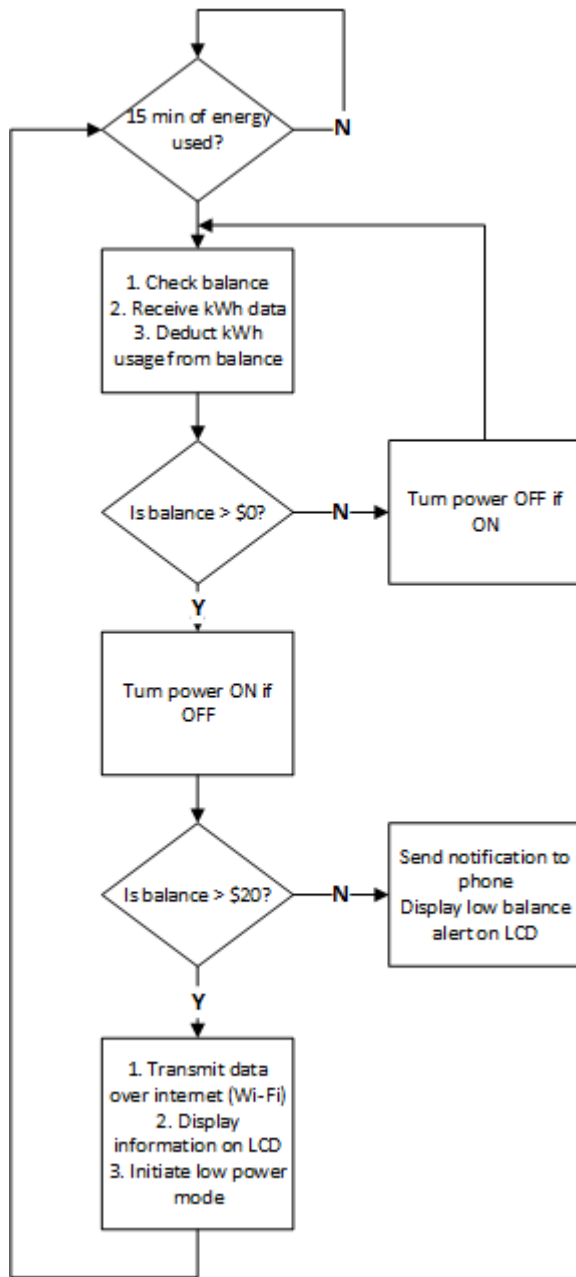 15 min of energy
used?
N
1. Check balance
2. Receive kWh data
3. Deduct kWh
usage from balance
Is balance > $0?
N
Turn power OFF if
ON
Y
Turn power ON if
OFF
Is balance > $20?
N
Send notification to
phone
Display low balance
alert on LCD
Y
1. Transmit data
over internet (Wi-Fi)
2. Display
information on LCD
3. Initiate low power
mode